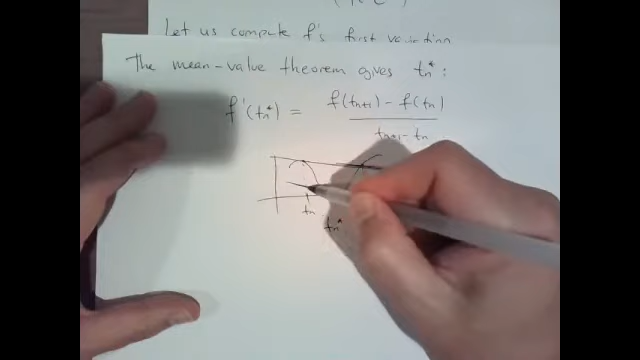 Let us compute f's first variation
The mean-value theorem gives tn*:
f'(tn*) = f(tn+1) - f(tn)
tn+1 - tn
tn
tn*